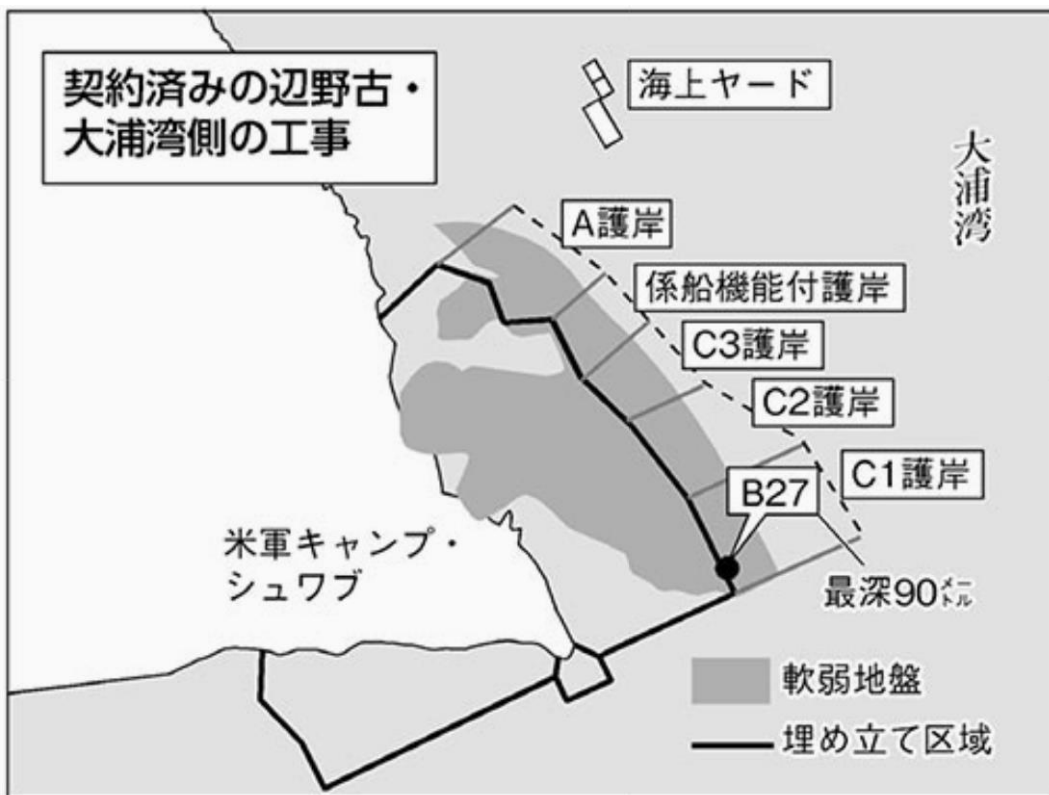 契約済みの辺野古・
大浦湾側の工事
海上ヤード
大浦湾
A護岸
係船機能付護岸
C3護岸
C2護岸
C1護岸
B27
最深90メートル
米軍キャンプ・
シュワブ
軟弱地盤
埋め立て区域